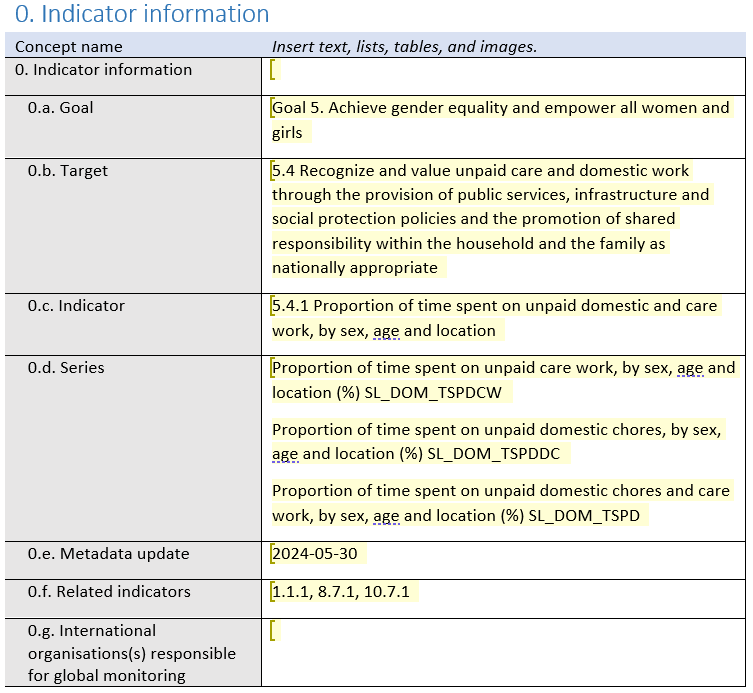 0. Indicator information
Concept name
Insert text, lists, tables, and images.
0. Indicator information
0.a. Goal
Goal 5. Achieve gender equality and empower all women and
girls
0.b. Target
5.4 Recognize and value unpaid care and domestic work
through the provision of public services, infrastructure and
social protection policies and the promotion of shared
responsibility within the household and the family as
nationally appropriate
0.c. Indicator
5.4.1 Proportion of time spent on unpaid domestic and care
work, by sex, age and location
0.d. Series
Proportion of time spent on unpaid care work, by sex, age and
location (%) SL_DOM_TSPDCW
Proportion of time spent on unpaid domestic chores, by sex,
age and location (%) SL_DOM_TSPDDC
Proportion of time spent on unpaid domestic chores and care
work, by sex, age and location (%) SL_DOM_TSPD
0.e. Metadata update
2024-05-30
0.f. Related indicators
1.1.1, 8.7.1, 10.7.1
0.g. International
organisations(s) responsible
for global monitoring